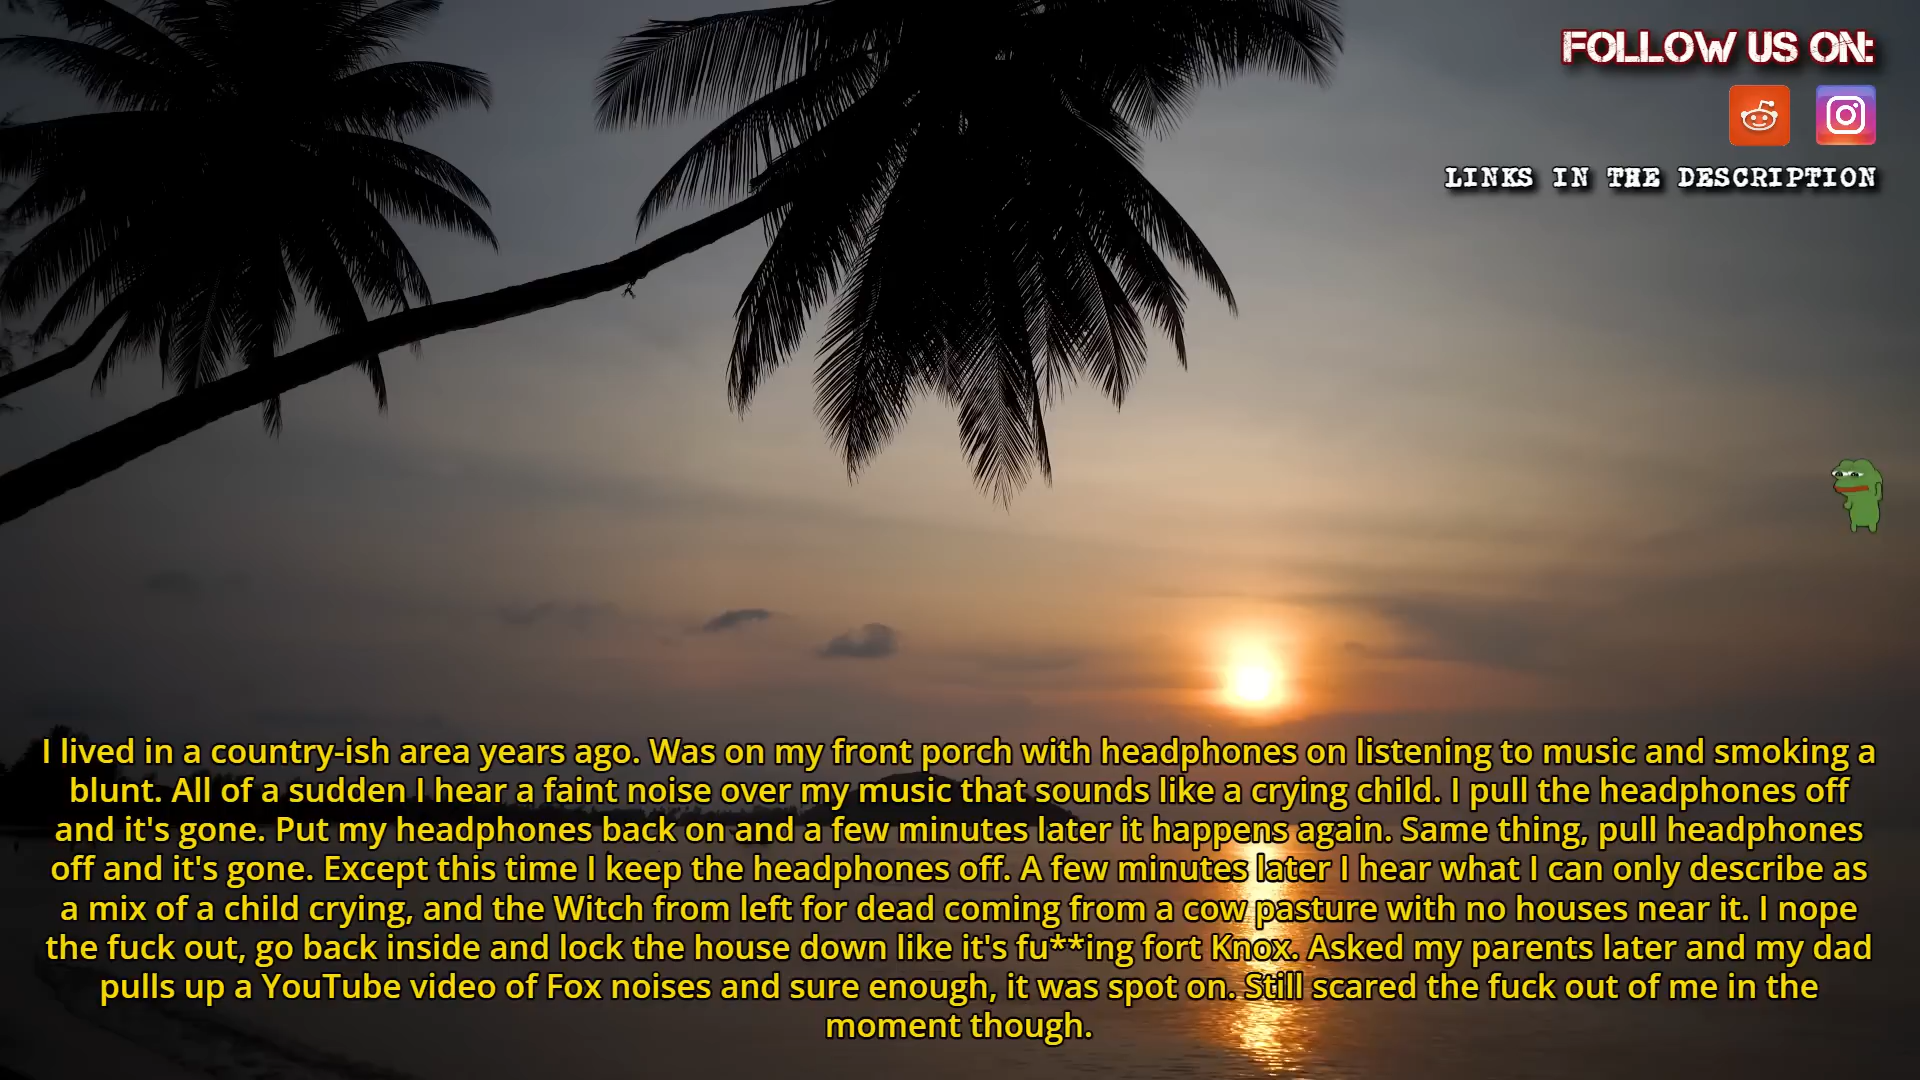 FOLLOW US ON:
LINKS IN THE DESCRIPTION
I lived in a country-ish area years ago. Was on my front porch with headphones on listening to music and smoking a
blunt. All of a sudden I hear a faint noise over my music that sounds like a crying child. I pull the headphones off
and it's gone. Put my headphones back on and a few minutes later it happens again. Same thing, pull headphones
off and it's gone. Except this time I keep the headphones off. A few minutes later I hear what I can only describe as
a mix of a child crying, and the Witch from left for dead coming from a cow pasture with no houses near it. I nope
the fuck out, go back inside and lock the house down like it's fu**ing fort Knox. Asked my parents later and my dad
pulls up a YouTube video of Fox noises and sure enough, it was spot on. Still scared the fuck out of me in the
moment though.